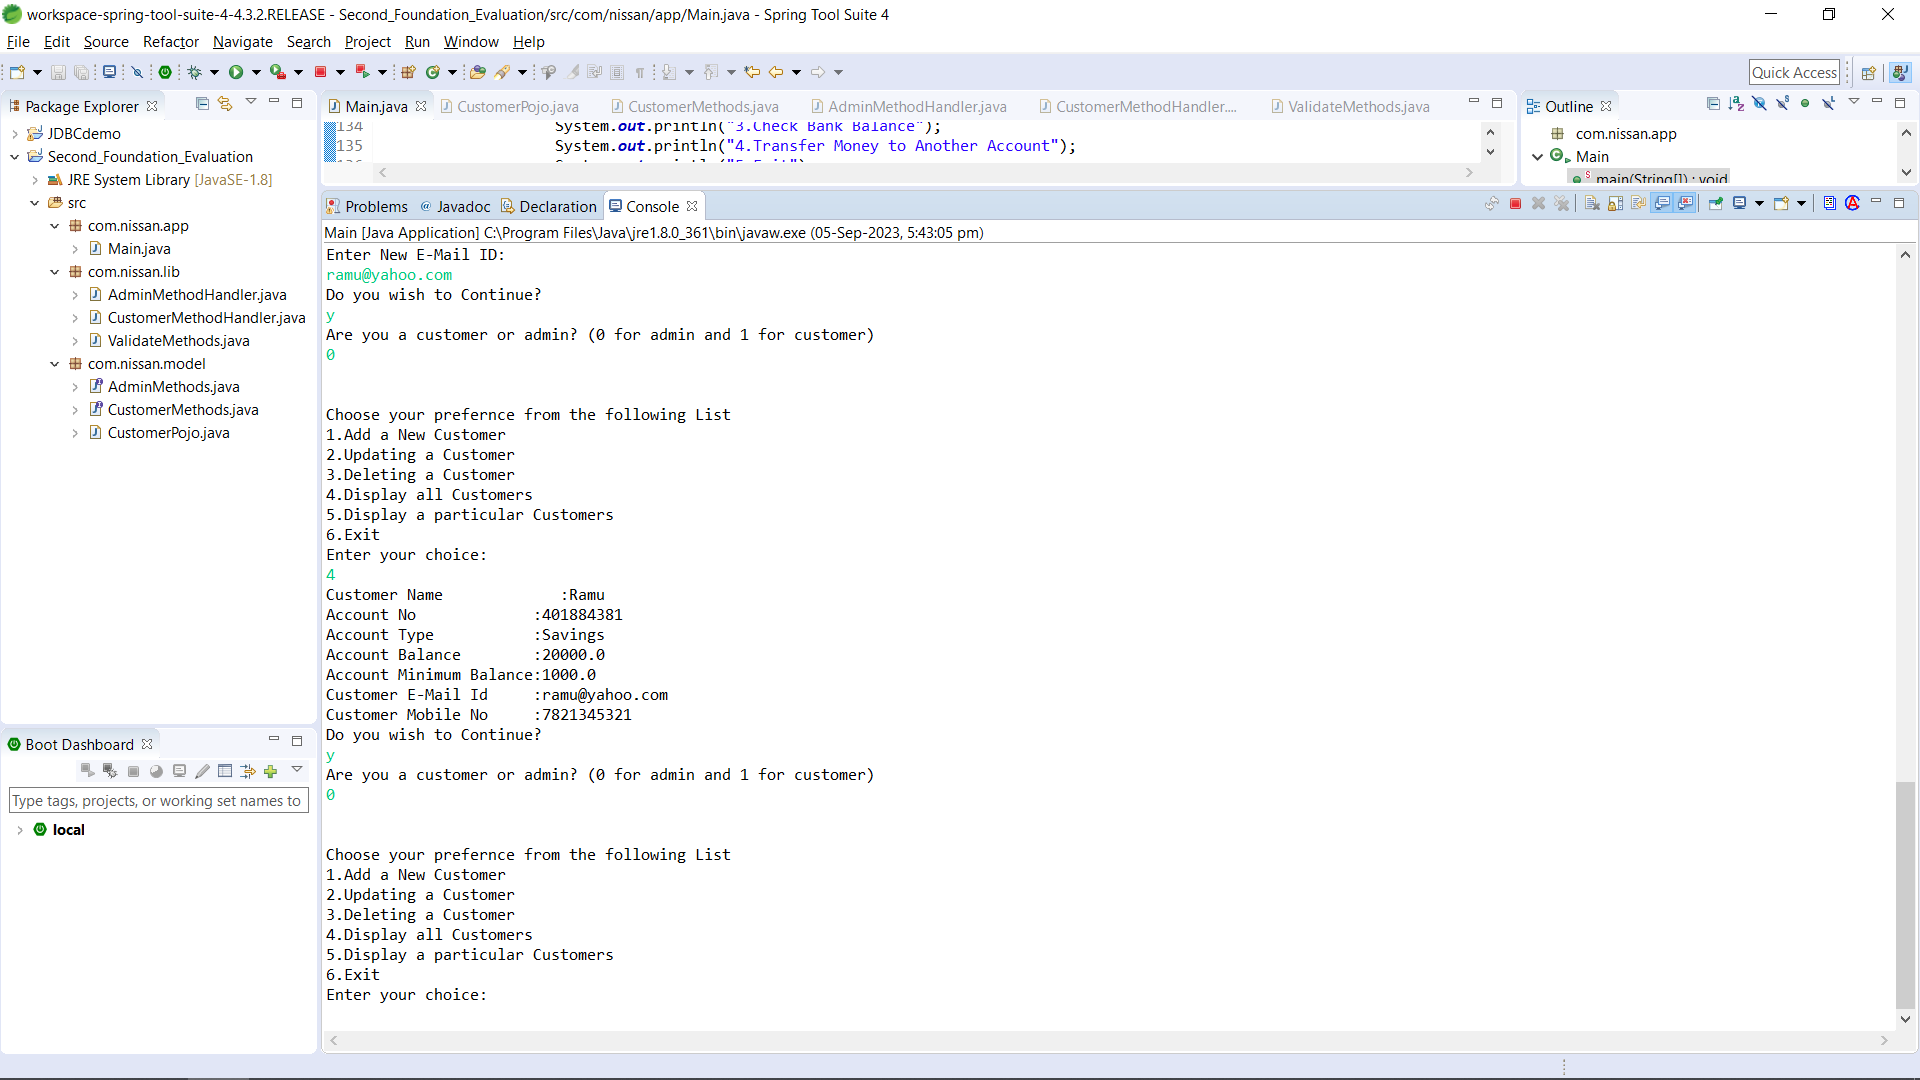 workspace-spring-tool-suite-4-4.3.2.RELEASE - Second_Foundation_Evaluation/src/com/nissan/app/Main.java - Spring Tool Suite 4
File Edit Source Refactor Navigate Search Project Run Window Help
Quick Access
Package Explorer
JDBCdemo
Second_Foundation_Evaluation
JRE System Library [JavaSE-1.8]
src
com.nissan.app
Main.java
com.nissan.lib
AdminMethodHandler.java
CustomerMethodHandler.java
ValidateMethods.java
com.nissan.model
AdminMethods.java
CustomerMethods.java
CustomerPojo.java
Boot Dashboard
Type tags, projects, or working set names to
local
Main.java CustomerPojo.java CustomerMethods.java AdminMethodHandler.java CustomerMethodHandler.... ValidateMethods.java
134 System.out.println("3.Check Bank Balance");
135 System.out.println("4.Transfer Money to Another Account");
136 System.out.println("5.Exit")
Outline
com.nissan.app
Main
main(String[]) : void
Problems @ Javadoc Declaration Console
Main [Java Application] C:\Program Files\Java\jre1.8.0_361\bin\javaw.exe (05-Sep-2023, 5:43:05 pm)
Enter New E-Mail ID:
ramu@yahoo.com
Do you wish to Continue?
y
Are you a customer or admin? (0 for admin and 1 for customer)
0
Choose your prefernce from the following List
1.Add a New Customer
2.Updating a Customer
3.Deleting a Customer
4.Display all Customers
5.Display a particular Customers
6.Exit
Enter your choice:
4
Customer Name :Ramu
Account No :401884381
Account Type :Savings
Account Balance :20000.0
Account Minimum Balance:1000.0
Customer E-Mail Id :ramu@yahoo.com
Customer Mobile No :7821345321
Do you wish to Continue?
y
Are you a customer or admin? (0 for admin and 1 for customer)
0
Choose your prefernce from the following List
1.Add a New Customer
2.Updating a Customer
3.Deleting a Customer
4.Display all Customers
5.Display a particular Customers
6.Exit
Enter your choice: